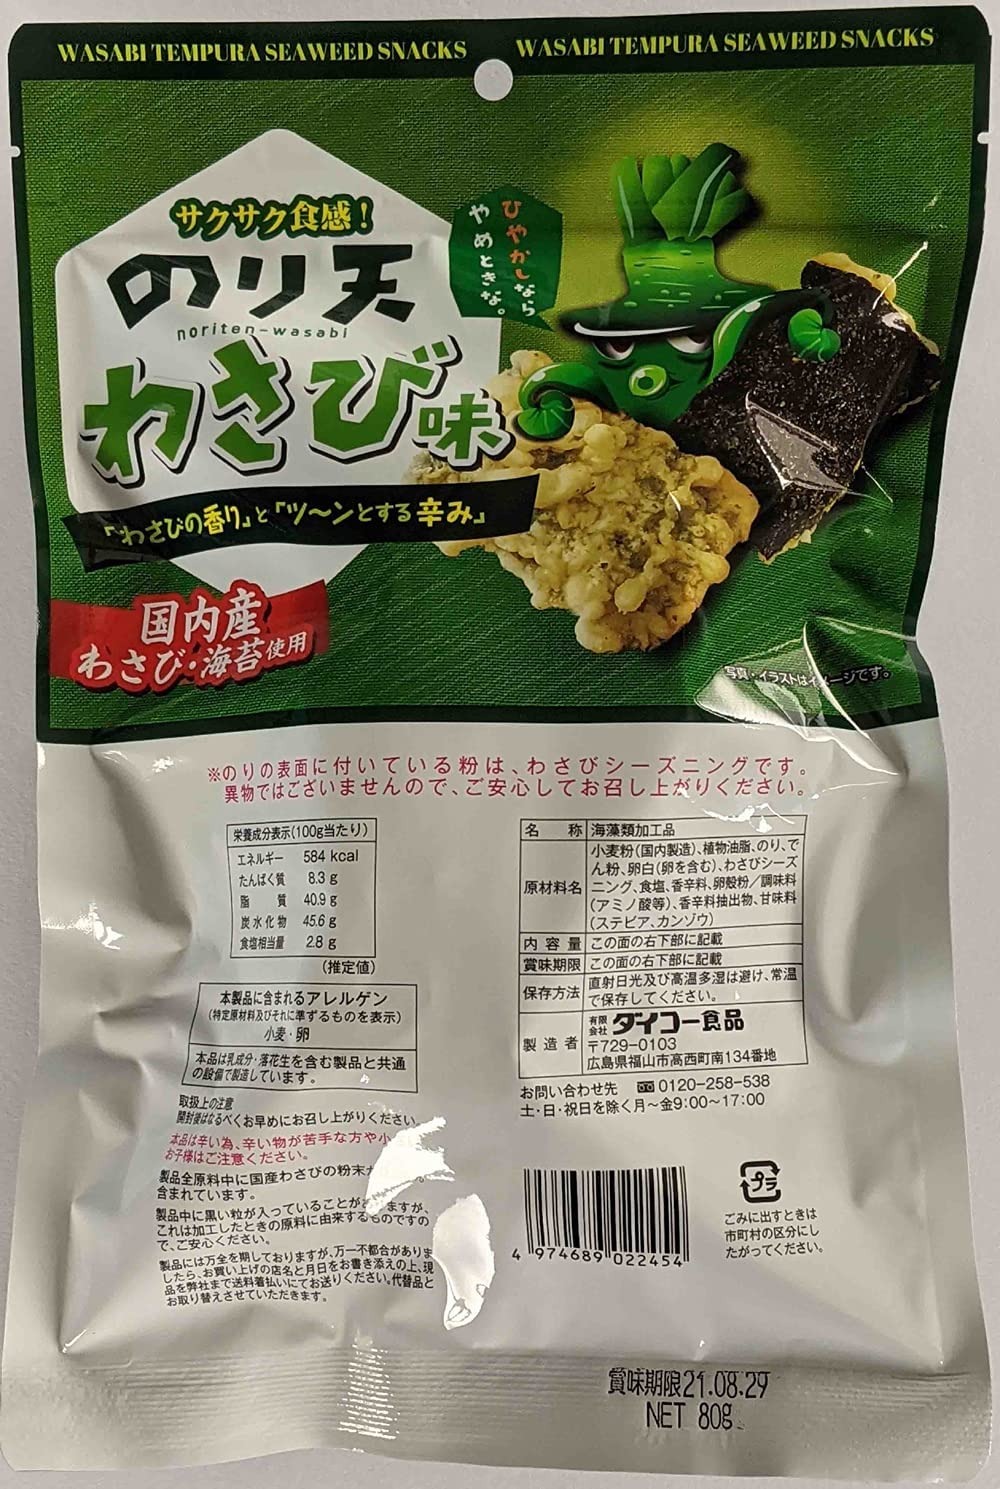 WASABI TEMPURA SEAWEED SNACKS WASABI TEMPURA SEAWEED SNACKS
サクサク食感!
のり天
noriten-wasabi
わさび味
ひやかしなら
やめときな。
「わさびの香り」と「ツ〜ンとする辛み」
国内産
わさび・海苔使用
写真・イラストはイメージです。
※のりの表面に付いている粉は、わさびシーズニングです。
異物ではございませんので、ご安心してお召し上がりください。
栄養成分表示(100g当たり)
エネルギー 584 kcal
たんぱく質 8.3 g
脂質 40.9 g
炭水化物 45.6 g
食塩相当量 2.8 g
(推定値)
本製品に含まれるアレルゲン
(特定原材料及びそれに準ずるものを表示)
小麦・卵
本品は乳成分・落花生を含む製品と共通
の設備で製造しています。
取扱上の注意
開封後はなるべくお早めにお召し上がりください。
本品は辛い為、辛い物が苦手な方や小
お子様はご注意ください。
製品全原料中に国産わさびの粉末
含まれています。
製品中に黒い粒が入っていることが ますが、
これは加工したときの原料に由来するものですの
で、ご安心ください。
製品には万全を期しておりますが、万一不都合がありま
したら、お買い上げの店名と月日をお書き添えの上、現
品を弊社まで送料着払いにてお送りください。代替品と
お取り替えさせていただきます。
名称 海藻類加工品
原材料名 小麦粉(国内製造)、植物油脂、のり、で
ん粉、卵白(卵を含む)、わさびシーズ
ニング、食塩、香辛料、卵殻粉/調味料
(アミノ酸等)、香辛料抽出物、甘味料
(ステビア、カンゾウ)
内容量 この面の右下部に記載
賞味期限 この面の右下部に記載
保存方法 直射日光及び高温多湿は避け、常温
で保存してください。
製造者 有限会社 ダイコー食品
〒729-0103
広島県福山市高西町南134番地
お問い合わせ先 0120-258-538
土・日・祝日を除く月〜金9:00〜17:00
4 974689 022454
プラ
ごみに出すときは
市町村の区分にし
たがってください。
賞味期限21.08.29
NET 80g